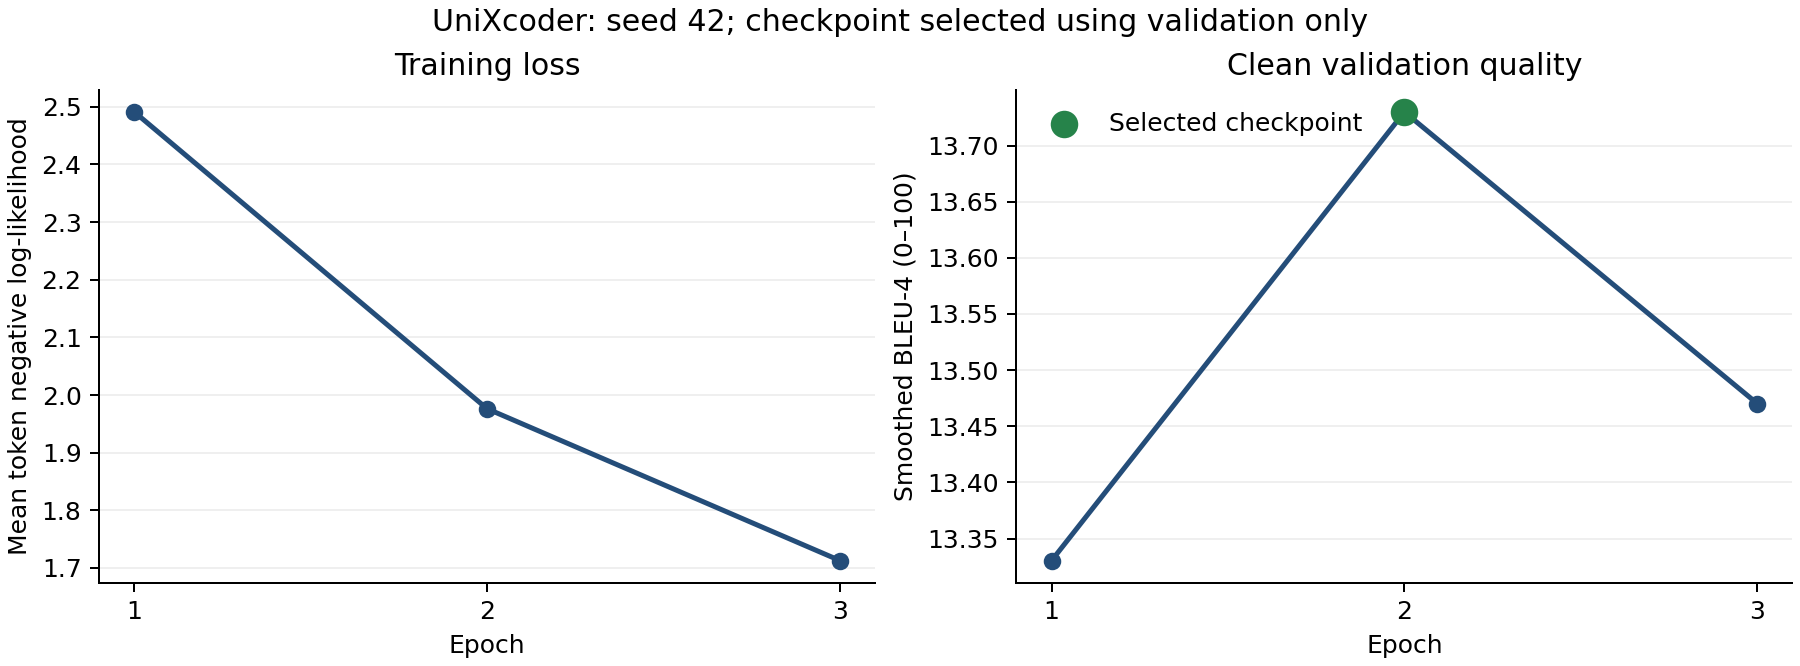 UniXcoder: seed 42; checkpoint selected using validation only
Training loss
Mean token negative log-likelihood
2.5
2.4
2.3
2.2
2.1
2.0
1.9
1.8
1.7
1
2
3
Epoch
Clean validation quality
Smoothed BLEU-4 (0–100)
Selected checkpoint
13.70
13.65
13.60
13.55
13.50
13.45
13.40
13.35
1
2
3
Epoch